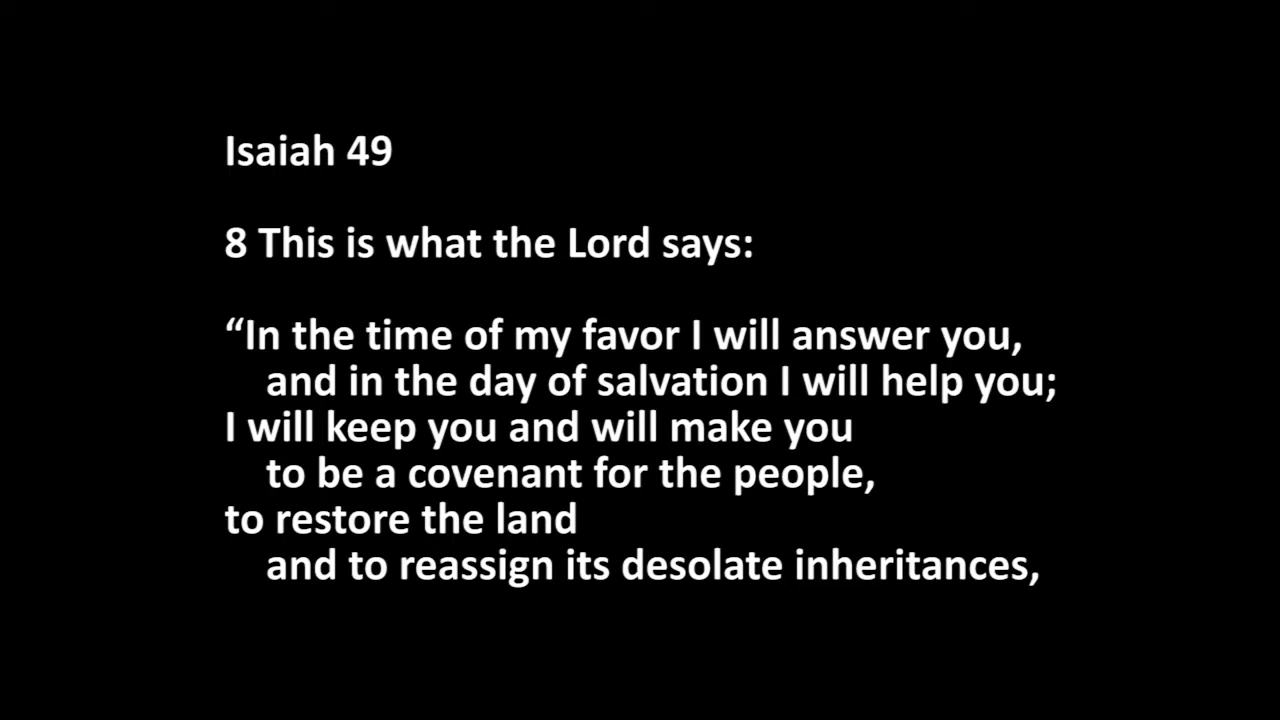 Isaiah 49
8 This is what the Lord says:
“In the time of my favor I will answer you,
and in the day of salvation I will help you;
I will keep you and will make you
to be a covenant for the people,
to restore the land
and to reassign its desolate inheritances,